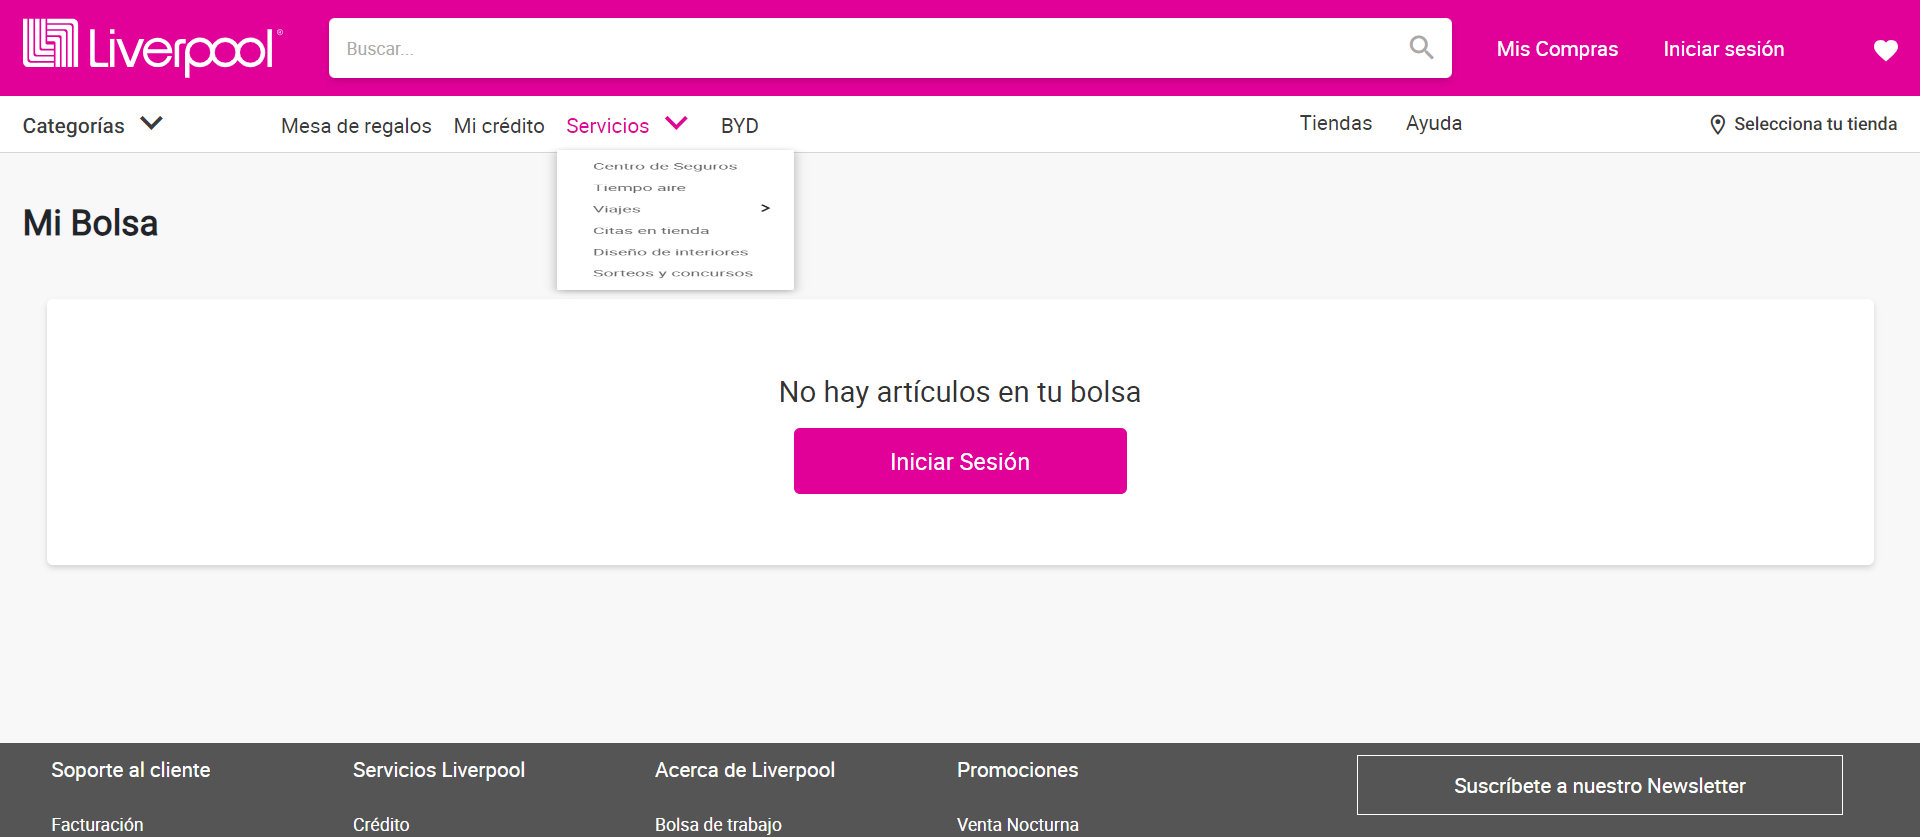 Liverpool®
Buscar...
Mis Compras
Iniciar sesión
Categorías
Mesa de regalos
Mi crédito
Servicios
BYD
Tiendas
Ayuda
Selecciona tu tienda
Centro de Seguros
Tiempo aire
Viajes >
Citas en tienda
Diseño de interiores
Sorteos y concursos
Mi Bolsa
No hay artículos en tu bolsa
Iniciar Sesión
Soporte al cliente
Servicios Liverpool
Acerca de Liverpool
Promociones
Suscríbete a nuestro Newsletter
Facturación
Crédito
Bolsa de trabajo
Venta Nocturna